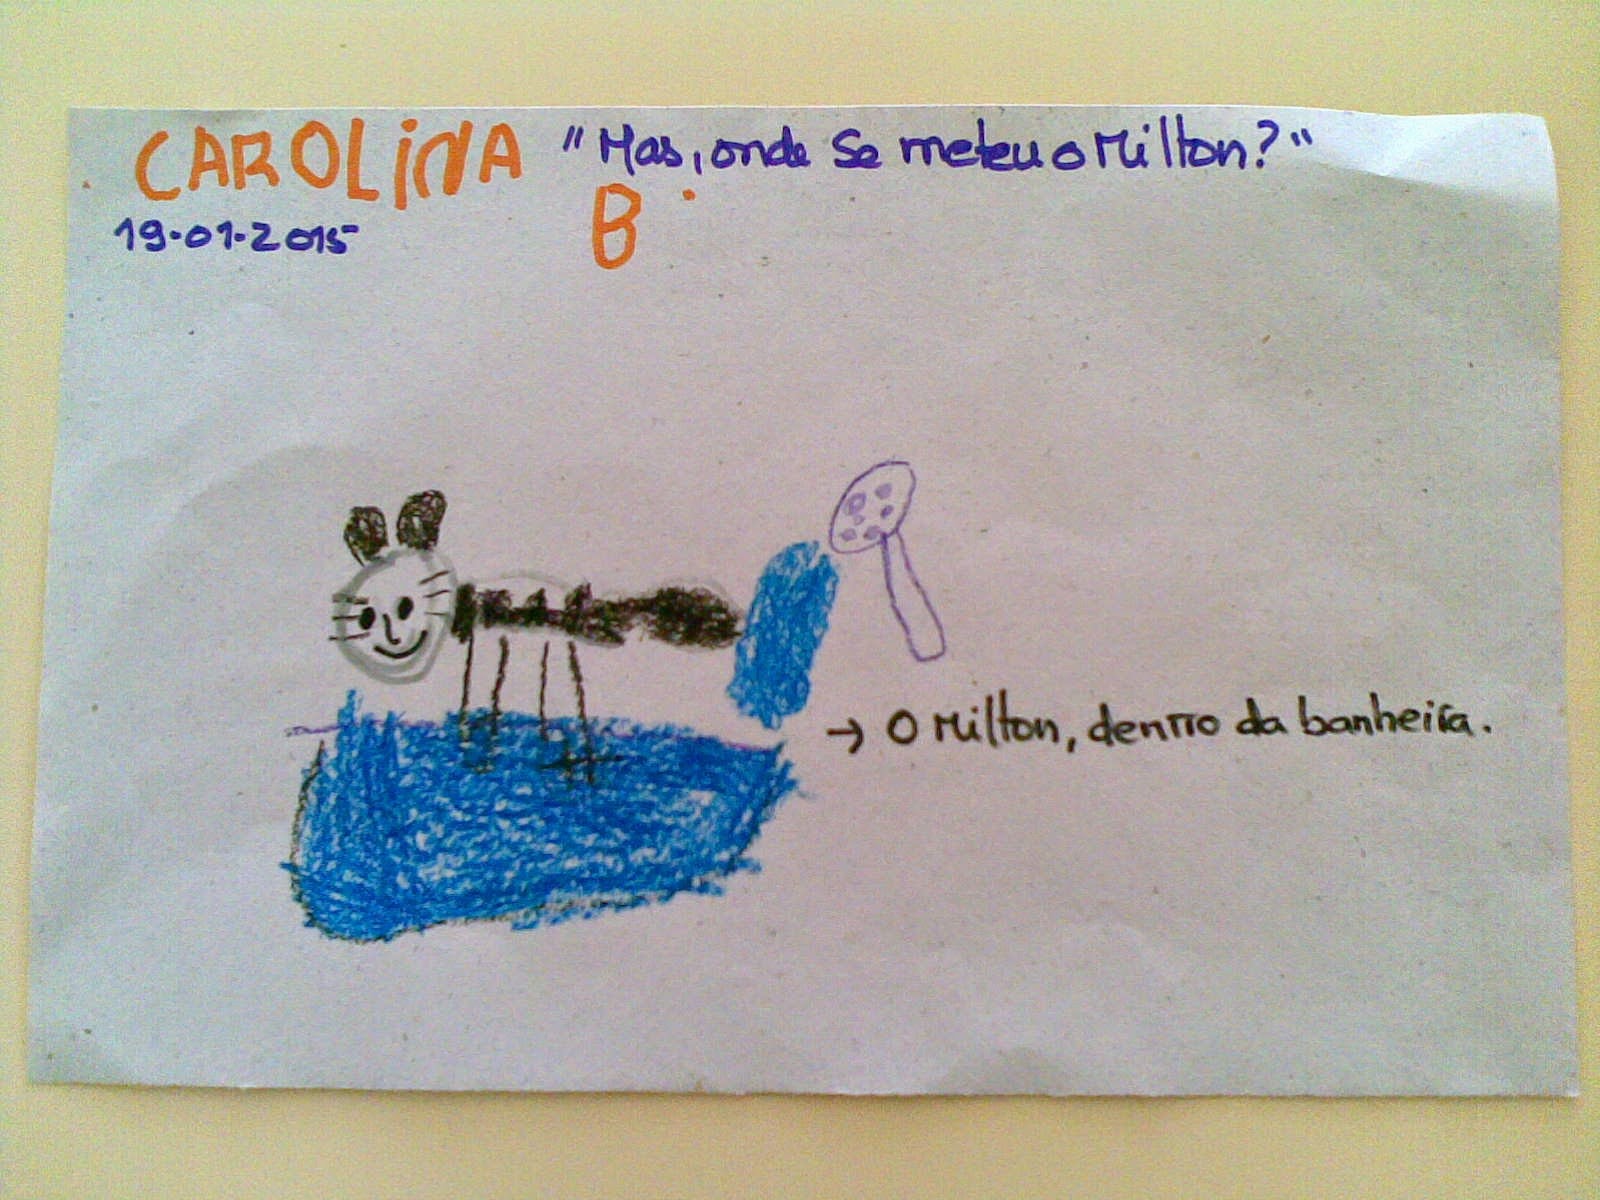 CAROLiNA "Mas, onde se meteu o Milton?"
B
19-01-2015
→ O Milton, dentro da banheira.